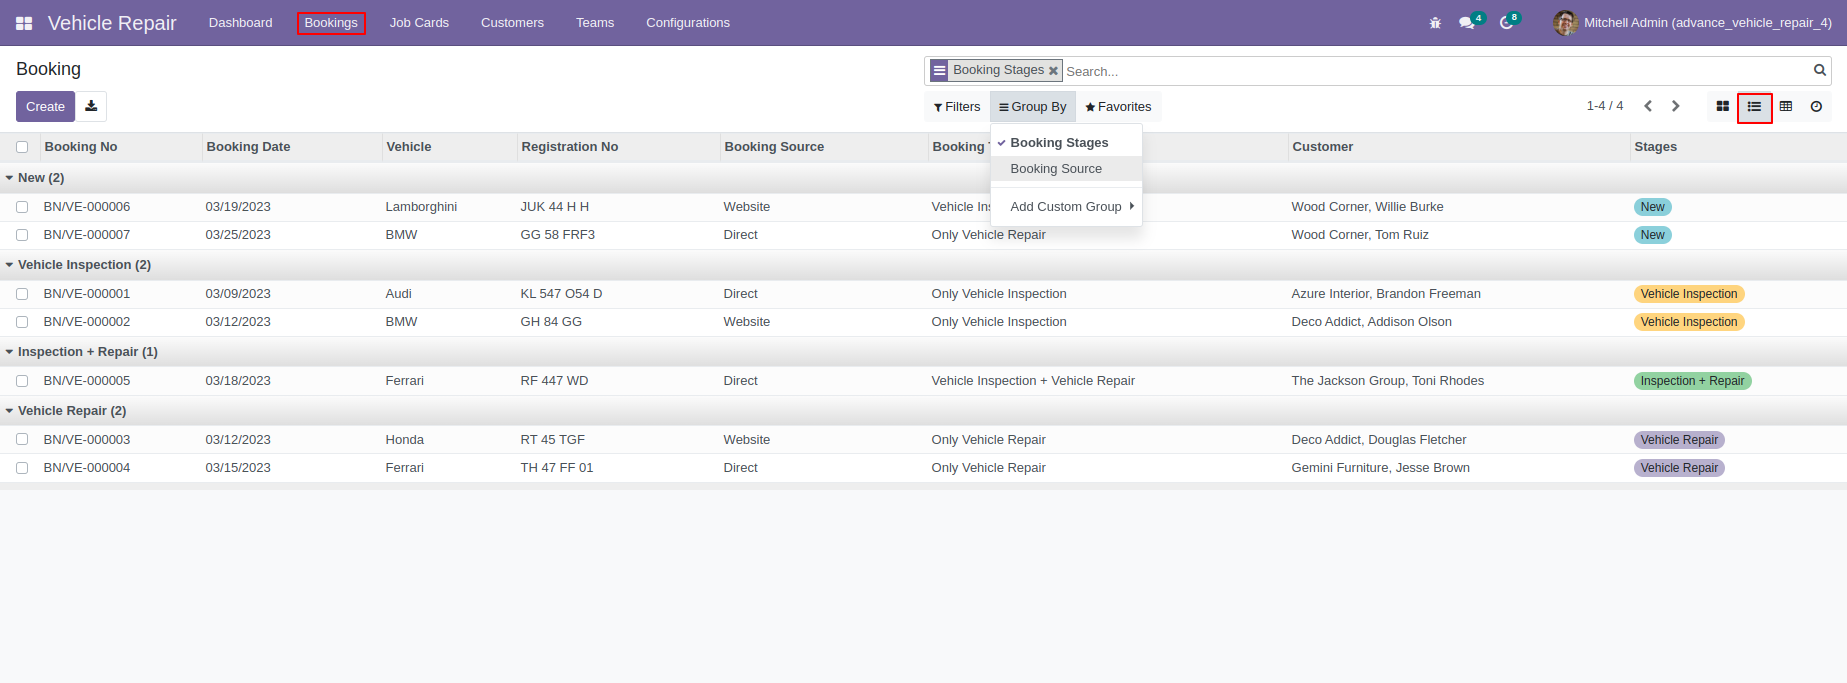 Vehicle Repair Dashboard Bookings Job Cards Customers Teams Configurations 4 8 Mitchell Admin (advance_vehicle_repair_4)
Booking
Booking Stages Search...
Create
Filters Group By Favorites 1-4 / 4
Booking Stages
Booking Source
Add Custom Group
Booking No Booking Date Vehicle Registration No Booking Source Booking Customer Stages
New (2)
BN/VE-000006 03/19/2023 Lamborghini JUK 44 H H Website Vehicle Wood Corner, Willie Burke New
BN/VE-000007 03/25/2023 BMW GG 58 FRF3 Direct Only Vehicle Repair Wood Corner, Tom Ruiz New
Vehicle Inspection (2)
BN/VE-000001 03/09/2023 Audi KL 547 O54 D Direct Only Vehicle Inspection Azure Interior, Brandon Freeman Vehicle Inspection
BN/VE-000002 03/12/2023 BMW GH 84 GG Website Only Vehicle Inspection Deco Addict, Addison Olson Vehicle Inspection
Inspection + Repair (1)
BN/VE-000005 03/18/2023 Ferrari RF 447 WD Direct Vehicle Inspection + Vehicle Repair The Jackson Group, Toni Rhodes Inspection + Repair
Vehicle Repair (2)
BN/VE-000003 03/12/2023 Honda RT 45 TGF Website Only Vehicle Repair Deco Addict, Douglas Fletcher Vehicle Repair
BN/VE-000004 03/15/2023 Ferrari TH 47 FF 01 Direct Only Vehicle Repair Gemini Furniture, Jesse Brown Vehicle Repair